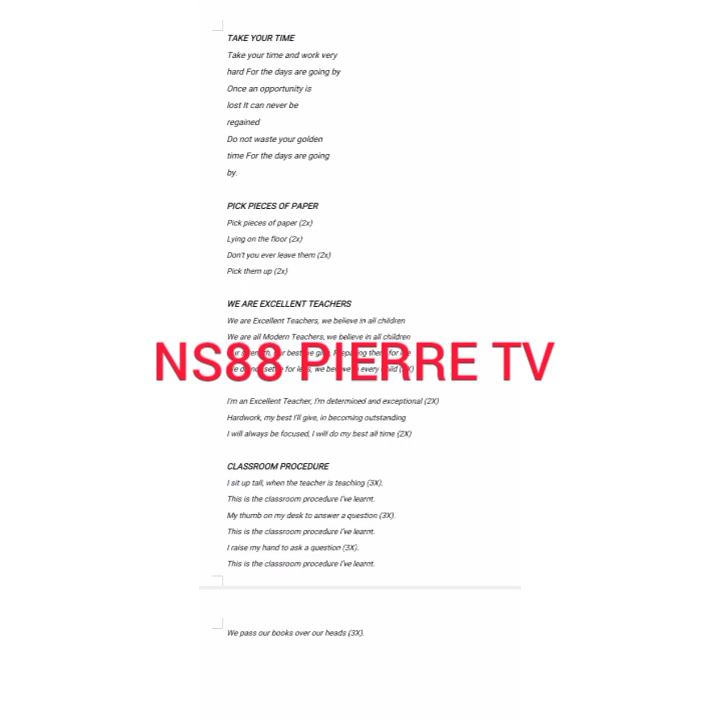 TAKE YOUR TIME
Take your time and work very
hard For the days are going by
Once an opportunity is
lost It can never be
regained
Do not waste your golden
time For the days are going
by.
PICK PIECES OF PAPER
Pick pieces of paper (2x)
Lying on the floor (2x)
Don't you ever leave them (2x)
Pick them up (2x)
WE ARE EXCELLENT TEACHERS
We are Excellent Teachers, we believe in all children
We are all Modern Teachers, we believe in all children
best give
for less, we believe every
NS88 PIERRE TV
I'm an Excellent Teacher, I'm determined and exceptional (2X)
Hardwork, my best I'll give, in becoming outstanding
I will always be focused, I will do my best all time (2X)
CLASSROOM PROCEDURE
I sit up tall, when the teacher is teaching (3X).
This is the classroom procedure I've learnt.
My thumb on my desk to answer a question (3X).
This is the classroom procedure I've learnt.
I raise my hand to ask a question (3X).
This is the classroom procedure I've learnt.
We pass our books over our heads (3X).